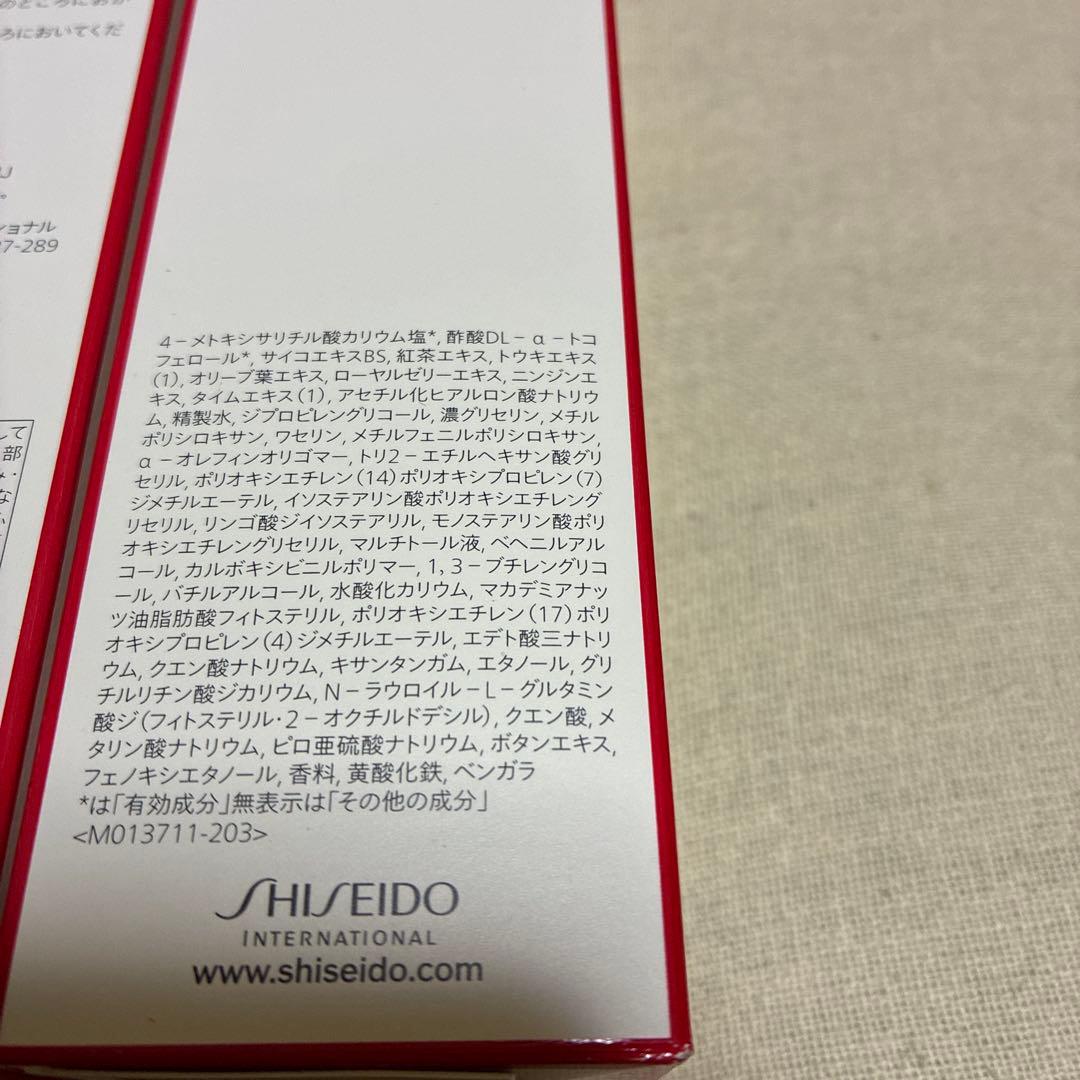 のところにおか
ろにおいてくだ
ショナル
7-289
して
部
み・
な
4-メトキシサリチル酸カリウム塩*, 酢酸DL-α-トコ
フェロール*, サイコエキスBS, 紅茶エキス, トウキエキス
(1), オリーブ葉エキス, ローヤルゼリーエキス, ニンジンエ
キス, タイムエキス(1), アセチル化ヒアルロン酸ナトリウ
ム, 精製水, ジプロピレングリコール, 濃グリセリン, メチル
ポリシロキサン, ワセリン, メチルフェニルポリシロキサン,
α-オレフィンオリゴマー, トリ2-エチルヘキサン酸グリ
セリル, ポリオキシエチレン(14)ポリオキシプロピレン(7)
ジメチルエーテル, イソステアリン酸ポリオキシエチレング
リセリル, リンゴ酸ジイソステアリル, モノステアリン酸ポリ
オキシエチレングリセリル, マルチトール液, ベヘニルアル
コール, カルボキシビニルポリマー, 1,3-ブチレングリコ
ール, バチルアルコール, 水酸化カリウム, マカデミアナッ
ツ油脂肪酸フィトステリル, ポリオキシエチレン(17)ポリ
オキシプロピレン(4)ジメチルエーテル, エデト酸三ナトリ
ウム, クエン酸ナトリウム, キサンタンガム, エタノール, グリ
チルリチン酸ジカリウム, N-ラウロイル-L-グルタミン
酸ジ(フィトステリル・2-オクチルドデシル), クエン酸, メ
タリン酸ナトリウム, ピロ亜硫酸ナトリウム, ボタンエキス,
フェノキシエタノール, 香料, 黄酸化鉄, ベンガラ
*は「有効成分」無表示は「その他の成分」
<M013711-203>
SHISEIDO
INTERNATIONAL
www.shiseido.com